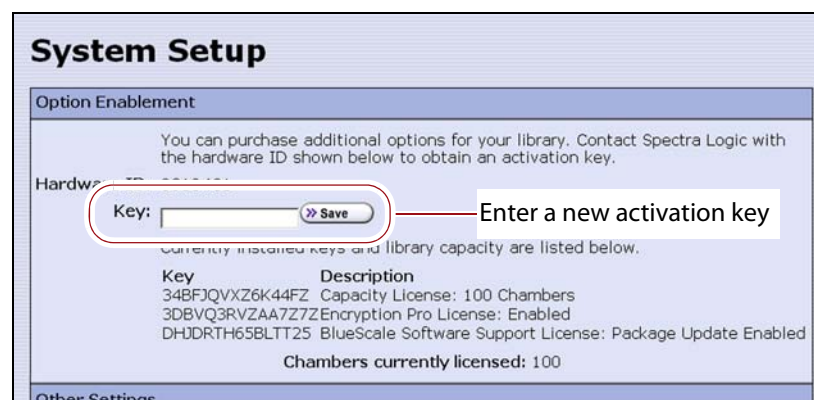 System Setup
Option Enablement
You can purchase additional options for your library. Contact Spectra Logic with
the hardware ID shown below to obtain an activation key.
Key:
» Save
Enter a new activation key
Currently installed keys and library capacity are listed below.
Key Description
34BFJQVXZ6K44FZ Capacity License: 100 Chambers
3DBVQ3RVZAA7Z7Z Encryption Pro License: Enabled
DHJDRTH65BLTT25 BlueScale Software Support License: Package Update Enabled
Chambers currently licensed: 100
Other Settings